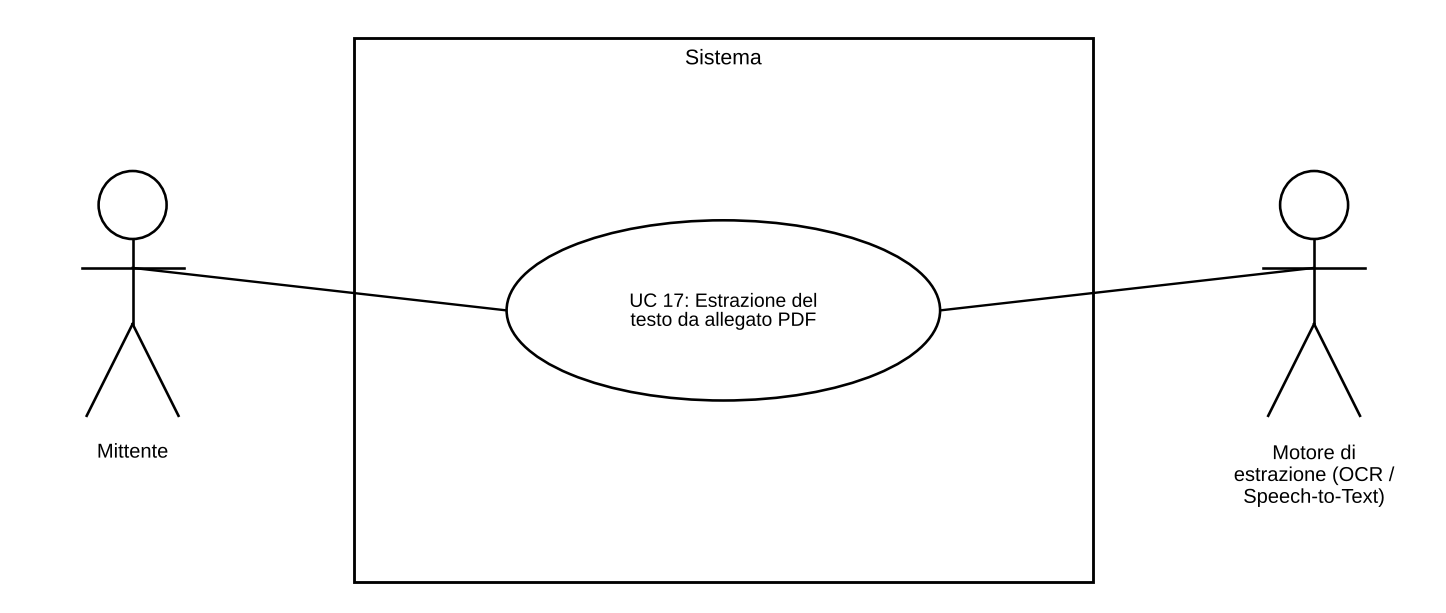 Sistema
UC 17: Estrazione del
testo da allegato PDF
Mittente
Motore di
estrazione (OCR /
Speech-to-Text)